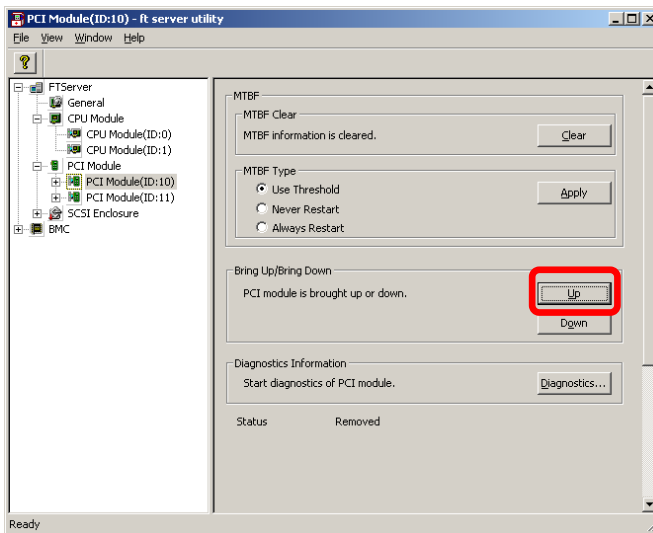 PCI Module(ID:10) - ft server utility
File View Window Help
FTServer
General
CPU Module
CPU Module(ID:0)
CPU Module(ID:1)
PCI Module
PCI Module(ID:10)
PCI Module(ID:11)
SCSI Enclosure
BMC
MTBF
MTBF Clear
MTBF information is cleared.
Clear
MTBF Type
Use Threshold
Never Restart
Always Restart
Apply
Bring Up/Bring Down
PCI module is brought up or down.
Up
Down
Diagnostics Information
Start diagnostics of PCI module.
Diagnostics...
Status Removed
Ready